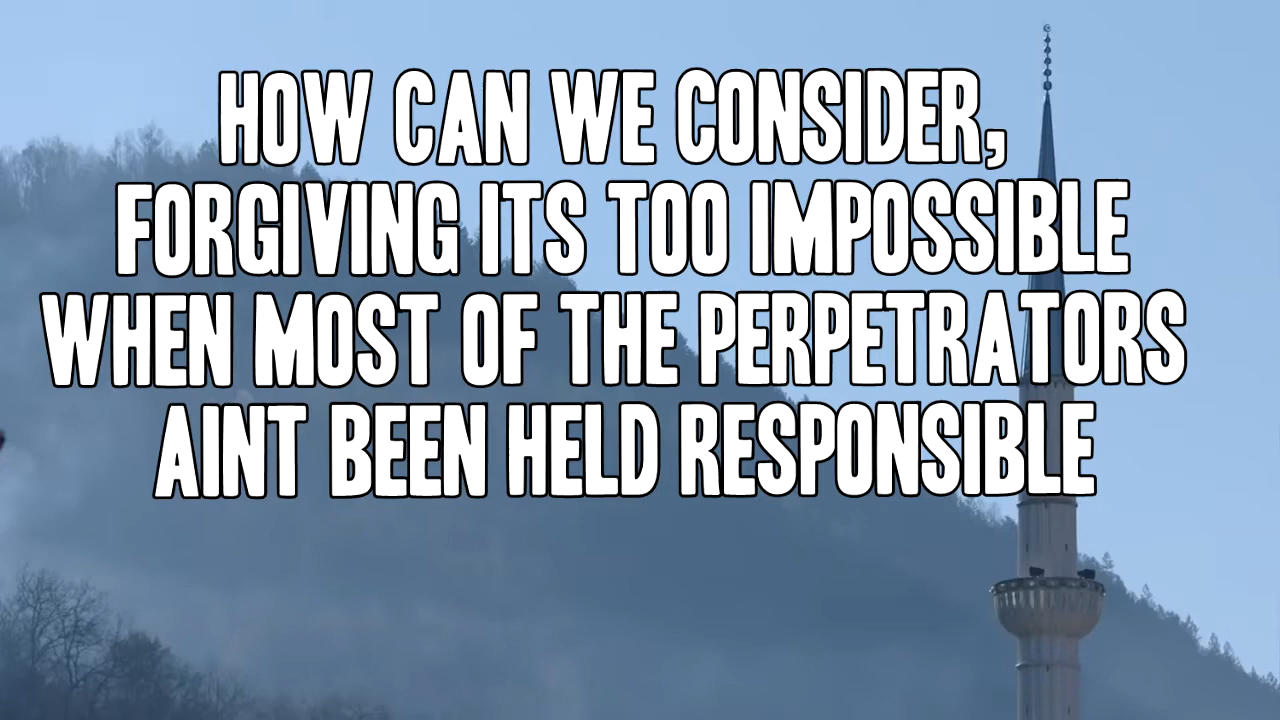 HOW CAN WE CONSIDER,
FORGIVING ITS TOO IMPOSSIBLE
WHEN MOST OF THE PERPETRATORS
AINT BEEN HELD RESPONSIBLE